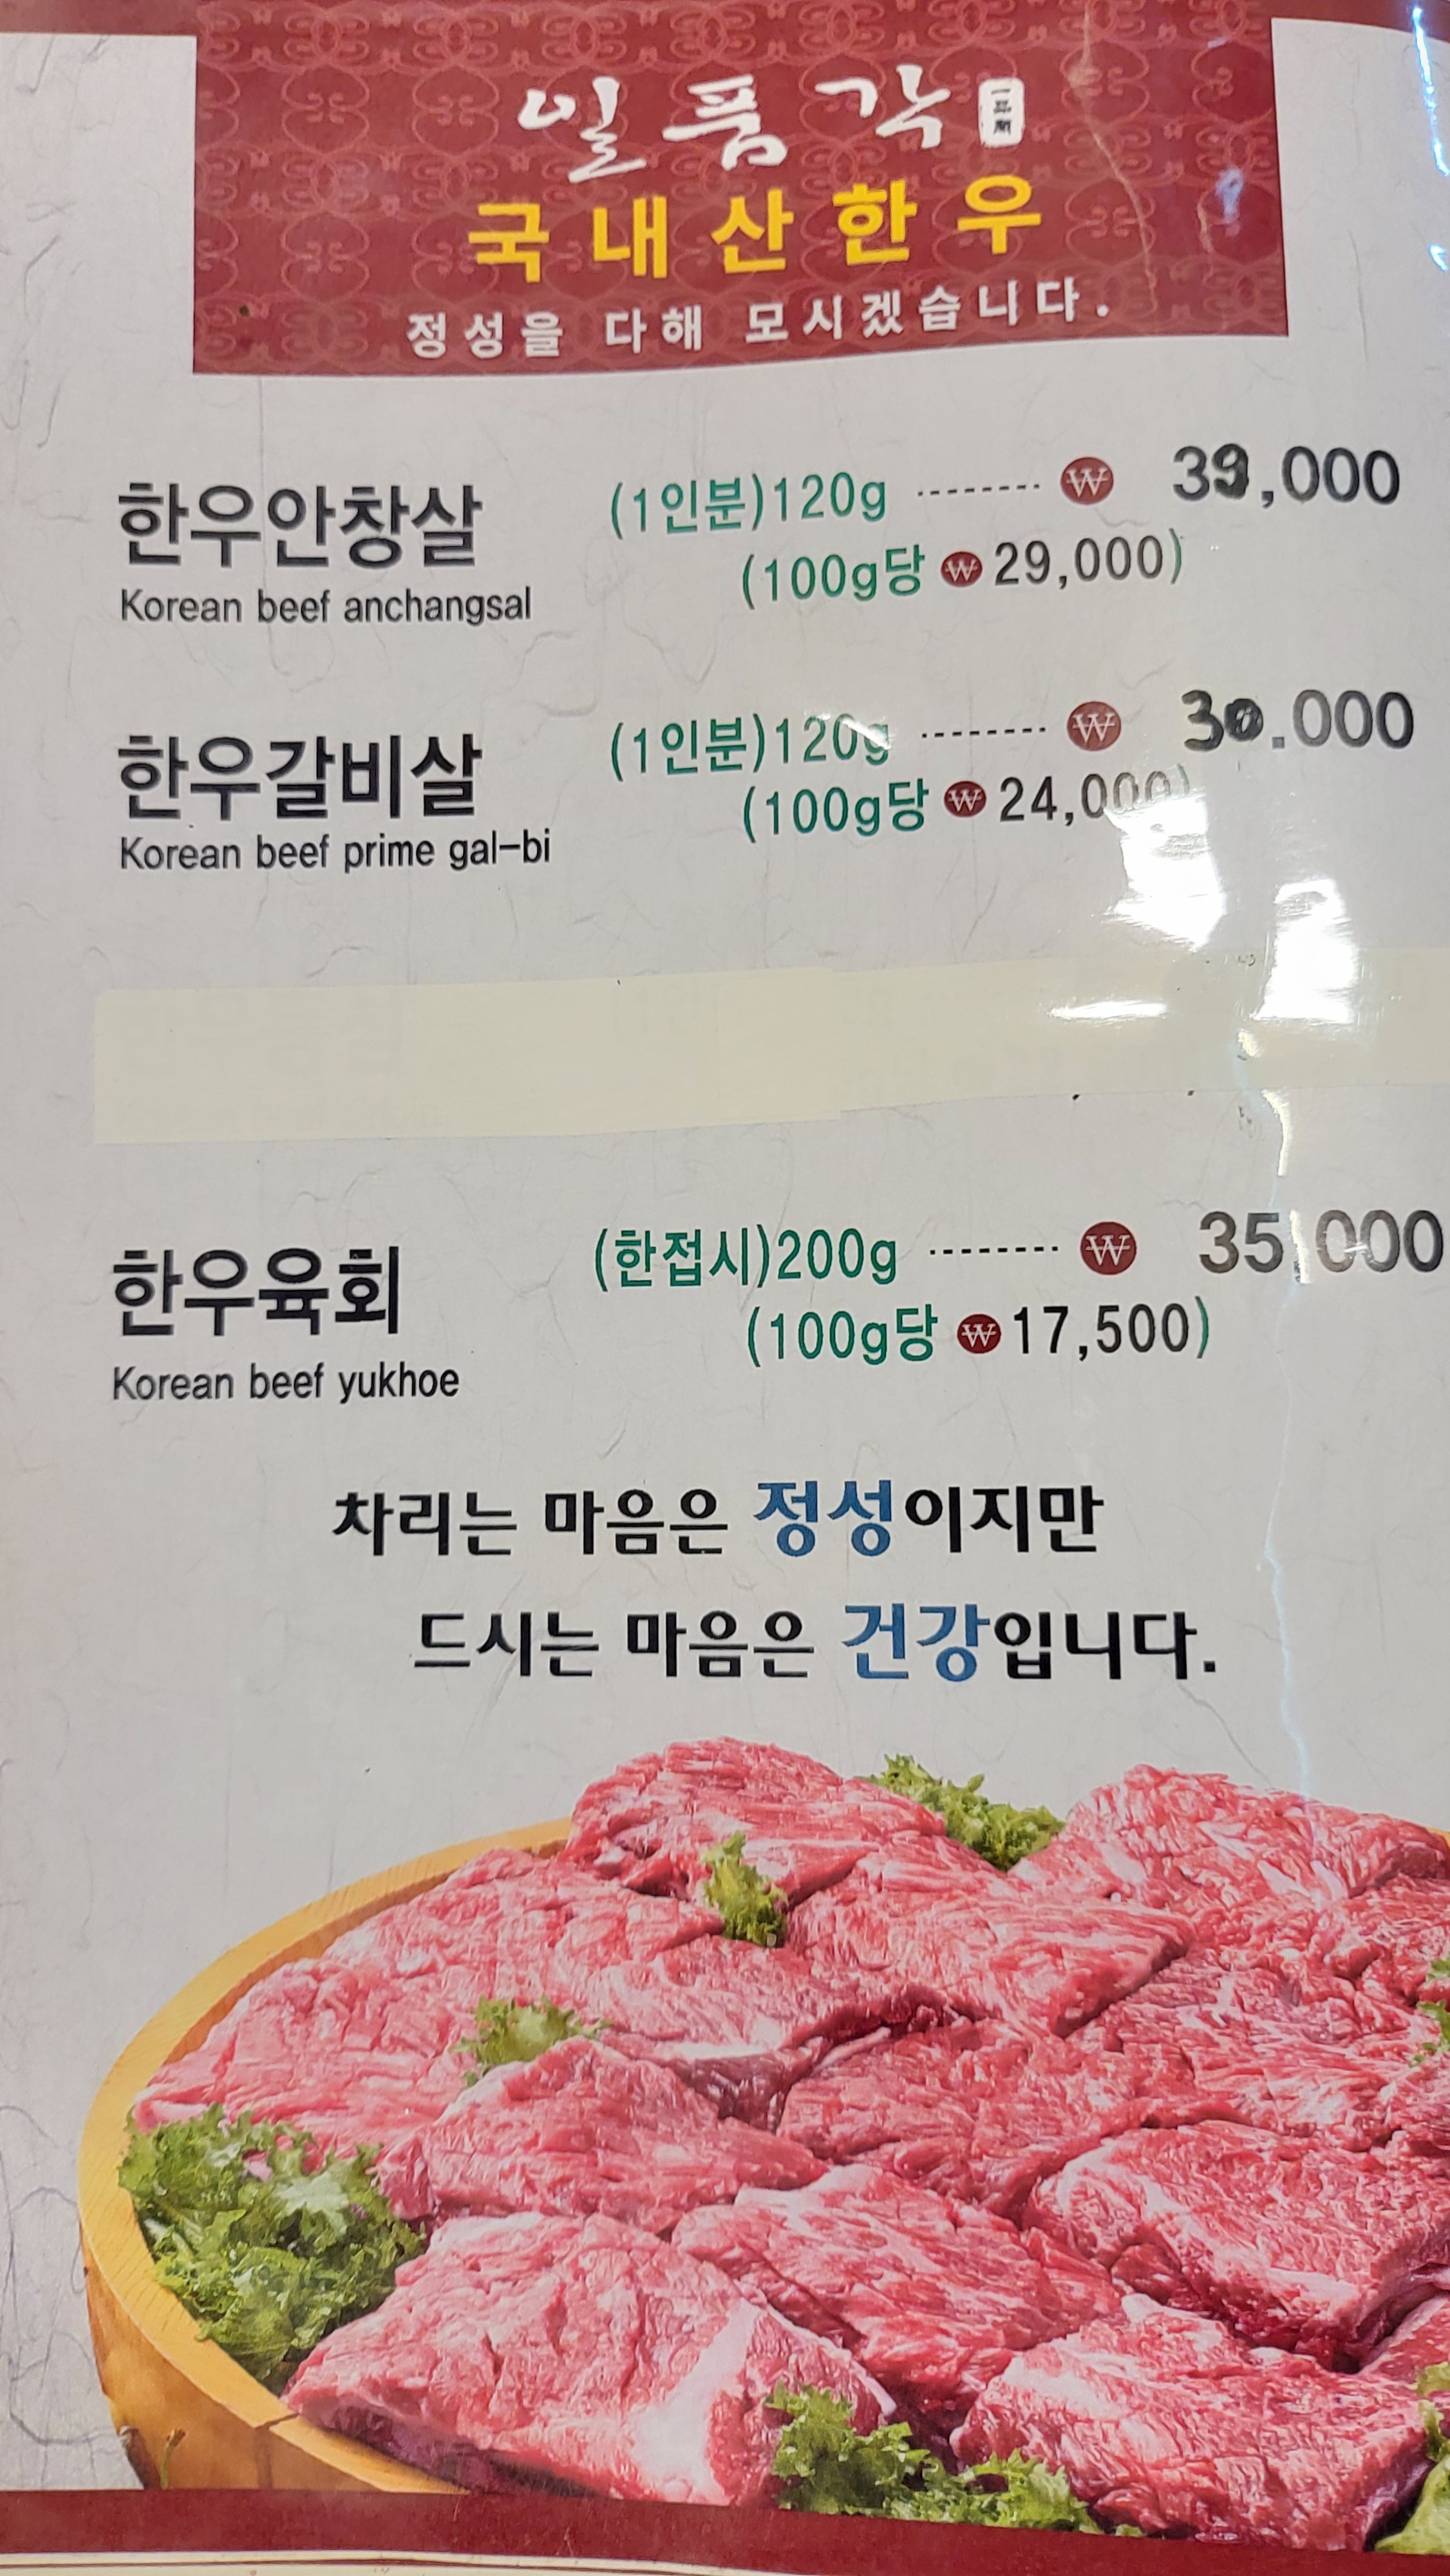 일품각
국내산한우
정성을 다해 모시겠습니다.
한우안창살 (1인분)120g -------- ₩ 39,000
(100g당 ₩29,000)
Korean beef anchangsal
한우갈비살 (1인분)120g -------- ₩ 30.000
(100g당 ₩24,000)
Korean beef prime gal-bi
한우육회 (한접시)200g -------- ₩ 35,000
(100g당 ₩17,500)
Korean beef yukhoe
차리는 마음은 정성이지만
드시는 마음은 건강입니다.